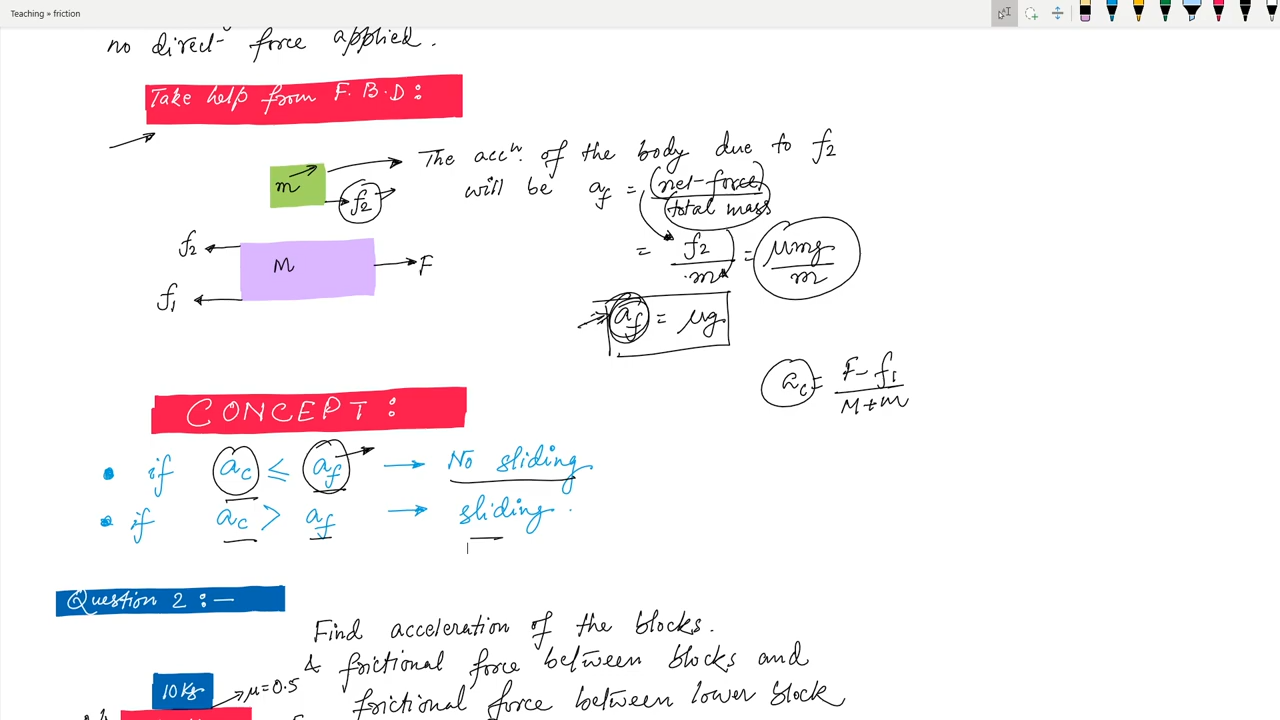 Teaching » friction
no direct force applied.
Take help from F.B.D:
The accn. of the body due to f2
will be af = net-force / total mass
m
f2
= f2 / m = μmg / m
f2
M
F
f1
af = μg
ac = F - f1 / M + m
CONCEPT:
• if ac ≤ af → No sliding
• if ac > af → sliding.
Question 2 :-
Find acceleration of the blocks.
& frictional force between blocks and
10 Kg
μ=0.5
frictional force between lower block